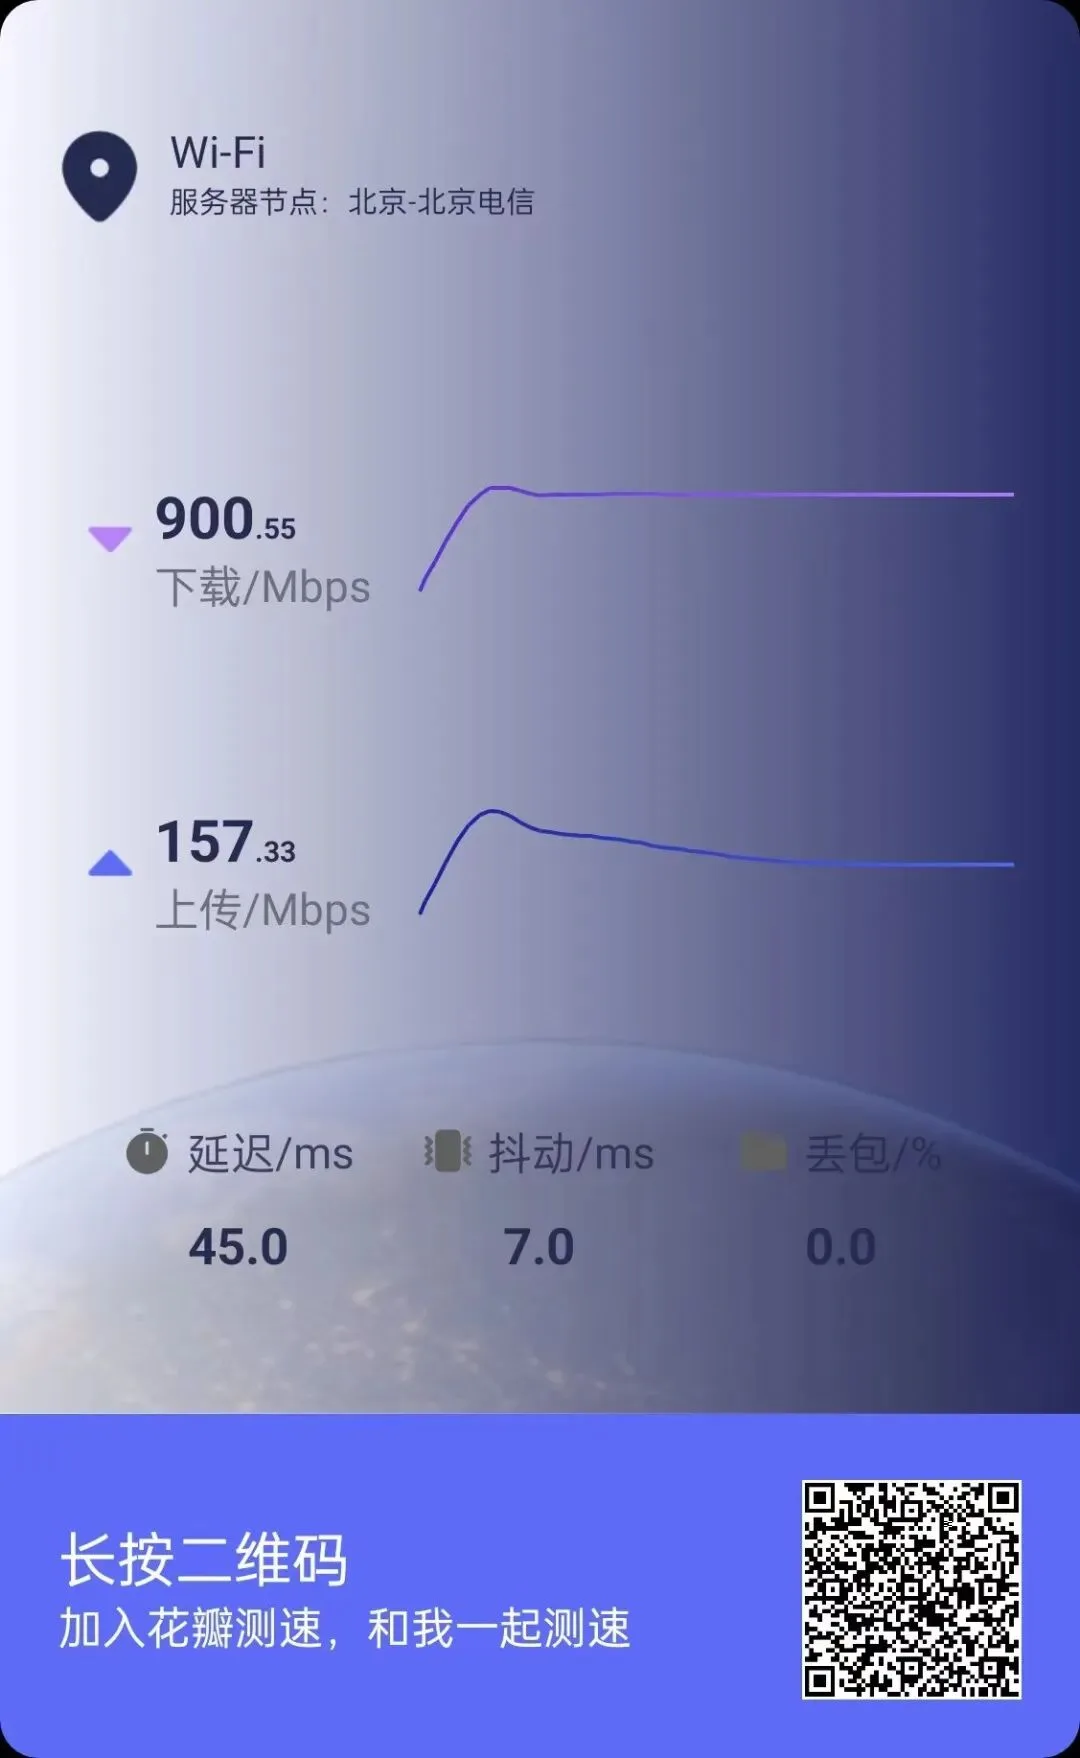 Wi-Fi
服务器节点：北京-北京电信
900.55
下载/Mbps
157.33
上传/Mbps
延迟/ms 抖动/ms 丢包/%
45.0 7.0 0.0
长按二维码
加入花瓣测速，和我一起测速